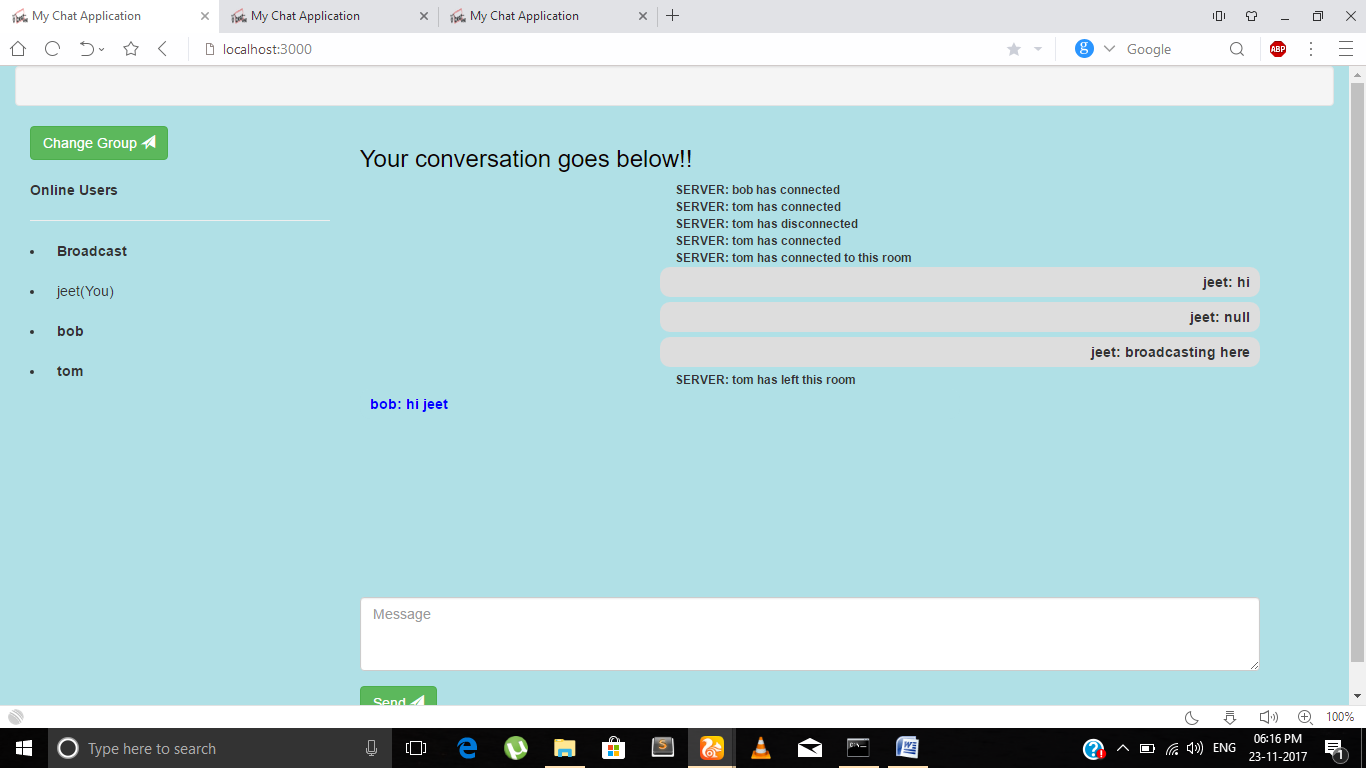 My Chat Application
My Chat Application
My Chat Application
localhost:3000
g
Google
ABP
Change Group
Your conversation goes below!!
Online Users
SERVER: bob has connected
SERVER: tom has connected
SERVER: tom has disconnected
SERVER: tom has connected
SERVER: tom has connected to this room
Broadcast
jeet(You)
bob
tom
jeet: hi
jeet: null
jeet: broadcasting here
SERVER: tom has left this room
bob: hi jeet
Message
Send
100%
Type here to search
ENG
06:16 PM
23-11-2017
1